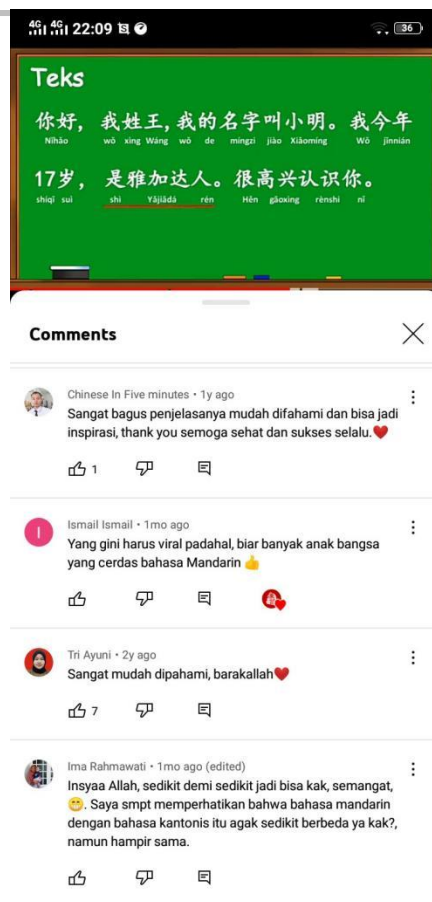 4G 4G 22:09 36
Teks
你好, 我姓王, 我的名字叫小明。我今年
Nǐhǎo wǒ xìng Wáng wǒ de míngzi jiào Xiǎomíng Wǒ jīnnián
17岁, 是雅加达人。很高兴认识你。
shíqī suì shì Yǎjiādá rén Hěn gāoxìng rènshi nǐ
Comments
Chinese In Five minutes • 1y ago
Sangat bagus penjelasanya mudah difahami dan bisa jadi
inspirasi, thank you semoga sehat dan sukses selalu.❤️
1
I
Ismail Ismail • 1mo ago
Yang gini harus viral padahal, biar banyak anak bangsa
yang cerdas bahasa Mandarin 👍
Tri Ayuni • 2y ago
Sangat mudah dipahami, barakallah❤️
7
Ima Rahmawati • 1mo ago (edited)
Insyaa Allah, sedikit demi sedikit jadi bisa kak, semangat,
😁. Saya smpt memperhatikan bahwa bahasa mandarin
dengan bahasa kantonis itu agak sedikit berbeda ya kak?,
namun hampir sama.